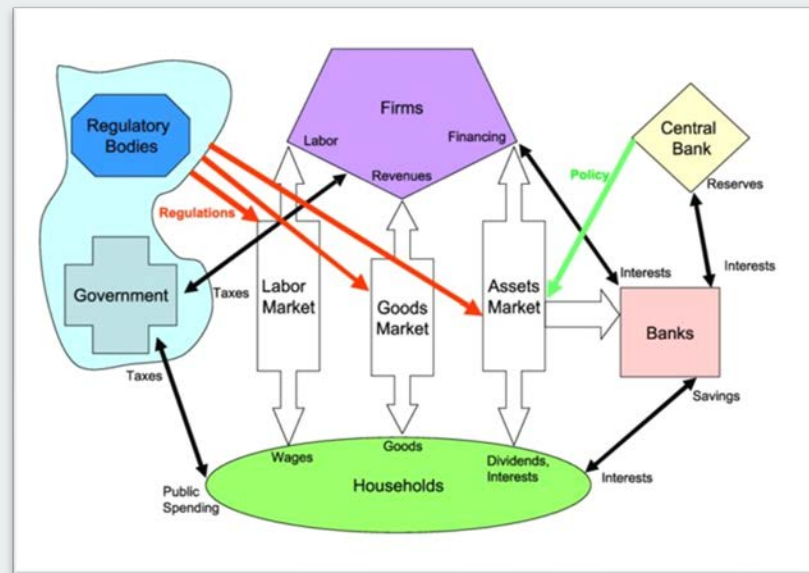 Regulatory
Bodies
Firms
Labor
Financing
Revenues
Central
Bank
Reserves
Policy
Regulations
Government
Taxes
Labor
Market
Goods
Market
Assets
Market
Interests
Interests
Banks
Taxes
Savings
Wages
Goods
Dividends,
Interests
Interests
Households
Public
Spending